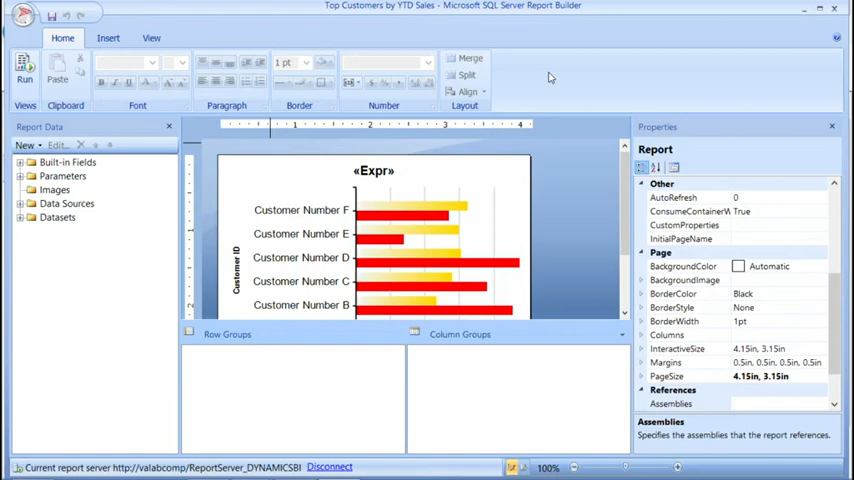 Top Customers by YTD Sales - Microsoft SQL Server Report Builder
Home Insert View
Run
Paste
1 pt
Merge
Split
Align
Views Clipboard Font Paragraph Border Number Layout
Report Data
New Edit...
Built-in Fields
Parameters
Images
Data Sources
Datasets
1 2 3 4
«Expr»
Customer ID
Customer Number F
Customer Number E
Customer Number D
Customer Number C
Customer Number B
Row Groups
Column Groups
Properties
Report
Other
AutoRefresh 0
ConsumeContainerW True
CustomProperties
InitialPageName
Page
BackgroundColor Automatic
BackgroundImage
BorderColor Black
BorderStyle None
BorderWidth 1pt
Columns
InteractiveSize 4.15in, 3.15in
Margins 0.5in, 0.5in, 0.5in, 0.5in
PageSize 4.15in, 3.15in
References
Assemblies
Assemblies
Specifies the assemblies that the report references.
Current report server http://valabcomp/ReportServer_DYNAMICSBI Disconnect
100%